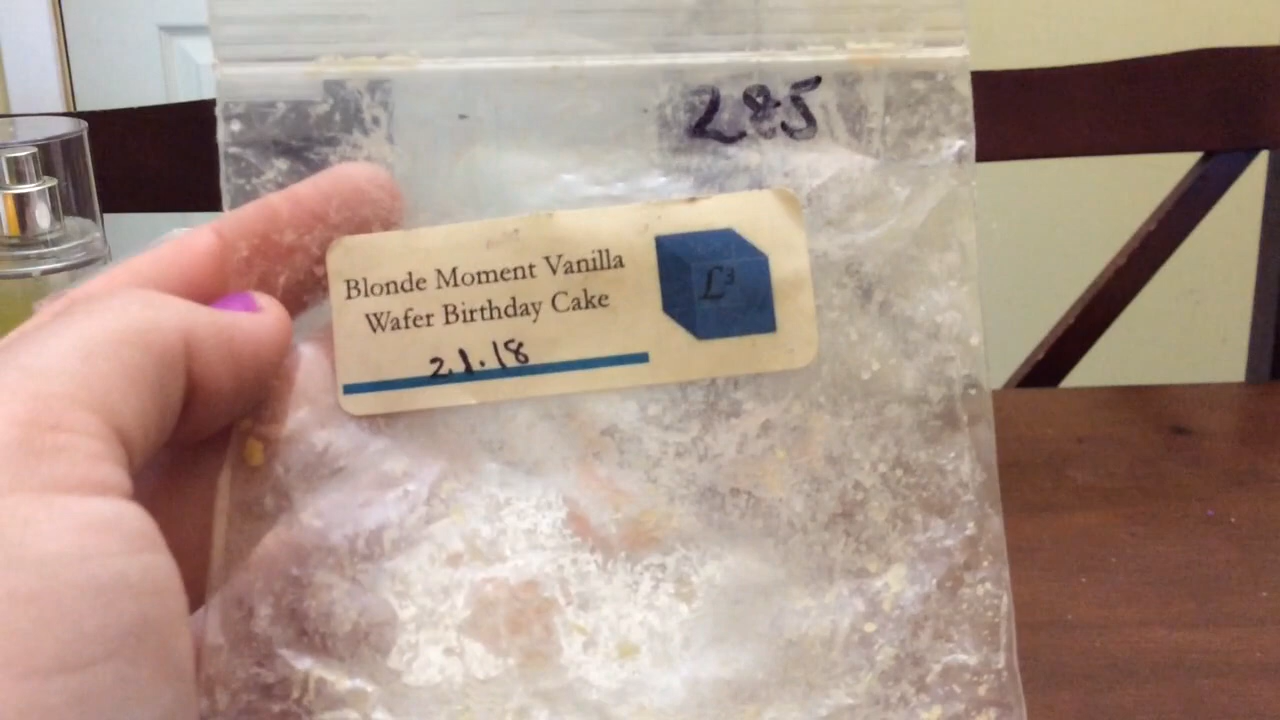 285
Blonde Moment Vanilla
Wafer Birthday Cake
2.1.18
L³